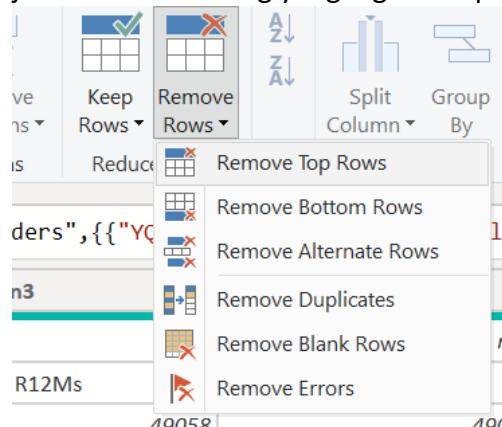 ve Keep Remove Split Group
ns Rows Rows Column By
ns Reduce
A
Z
Z
A
Remove Top Rows
Remove Bottom Rows
ders",{{"YQ
Remove Alternate Rows
n3
Remove Duplicates
Remove Blank Rows
R12Ms
Remove Errors
49058